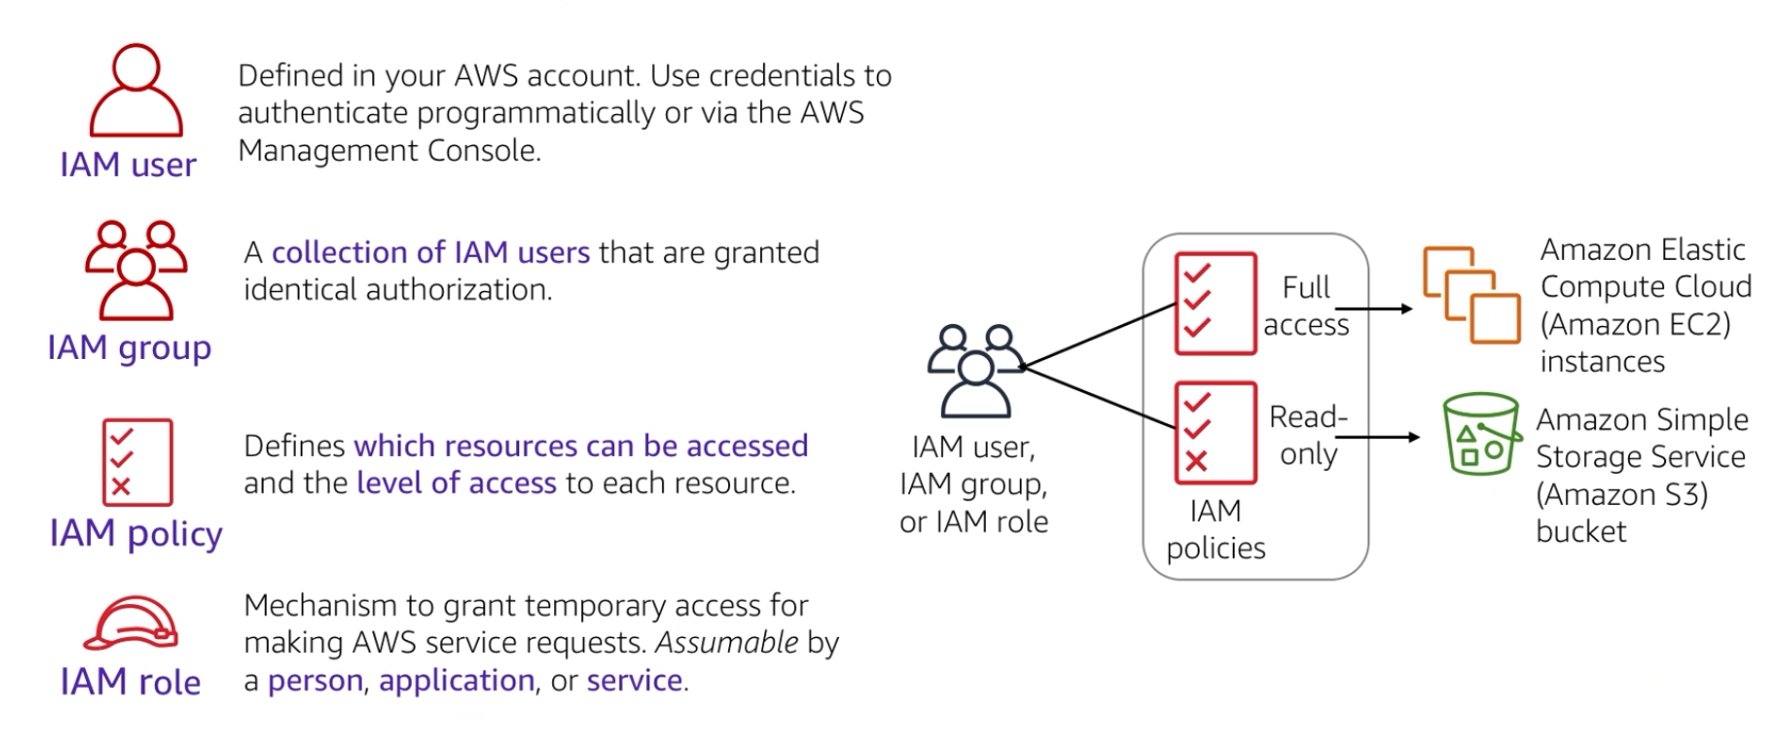 IAM user
Defined in your AWS account. Use credentials to
authenticate programmatically or via the AWS
Management Console.
IAM group
A collection of IAM users that are granted
identical authorization.
IAM policy
Defines which resources can be accessed
and the level of access to each resource.
IAM role
Mechanism to grant temporary access for
making AWS service requests. Assumable by
a person, application, or service.
IAM user,
IAM group,
or IAM role
Full
access
Read-
only
IAM
policies
Amazon Elastic
Compute Cloud
(Amazon EC2)
instances
Amazon Simple
Storage Service
(Amazon S3)
bucket